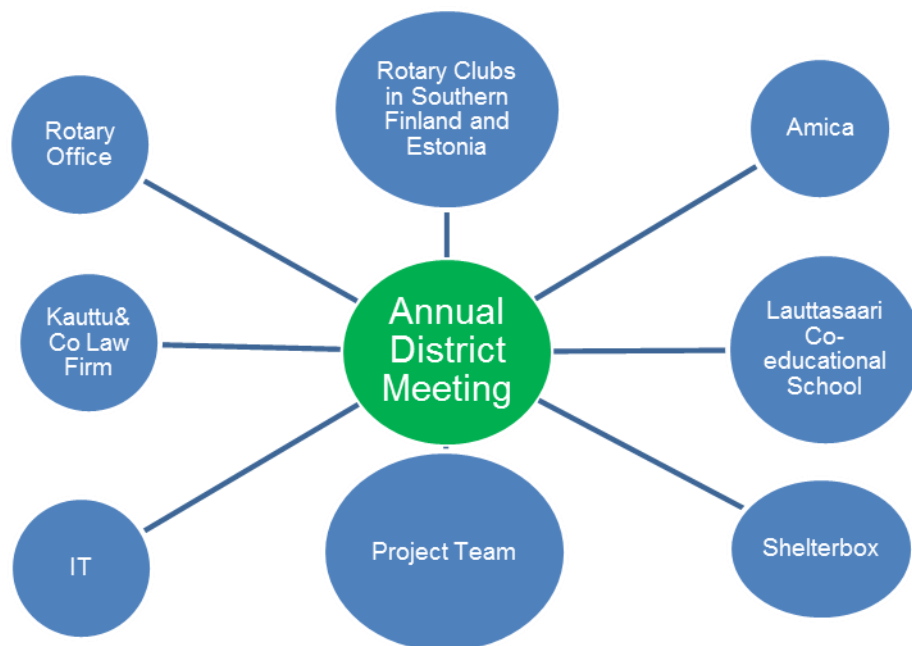 Rotary
Office
Rotary Clubs
in Southern
Finland and
Estonia
Amica
Kauttu&
Co Law
Firm
Annual
District
Meeting
Lauttasaari
Co-
educational
School
IT
Project Team
Shelterbox